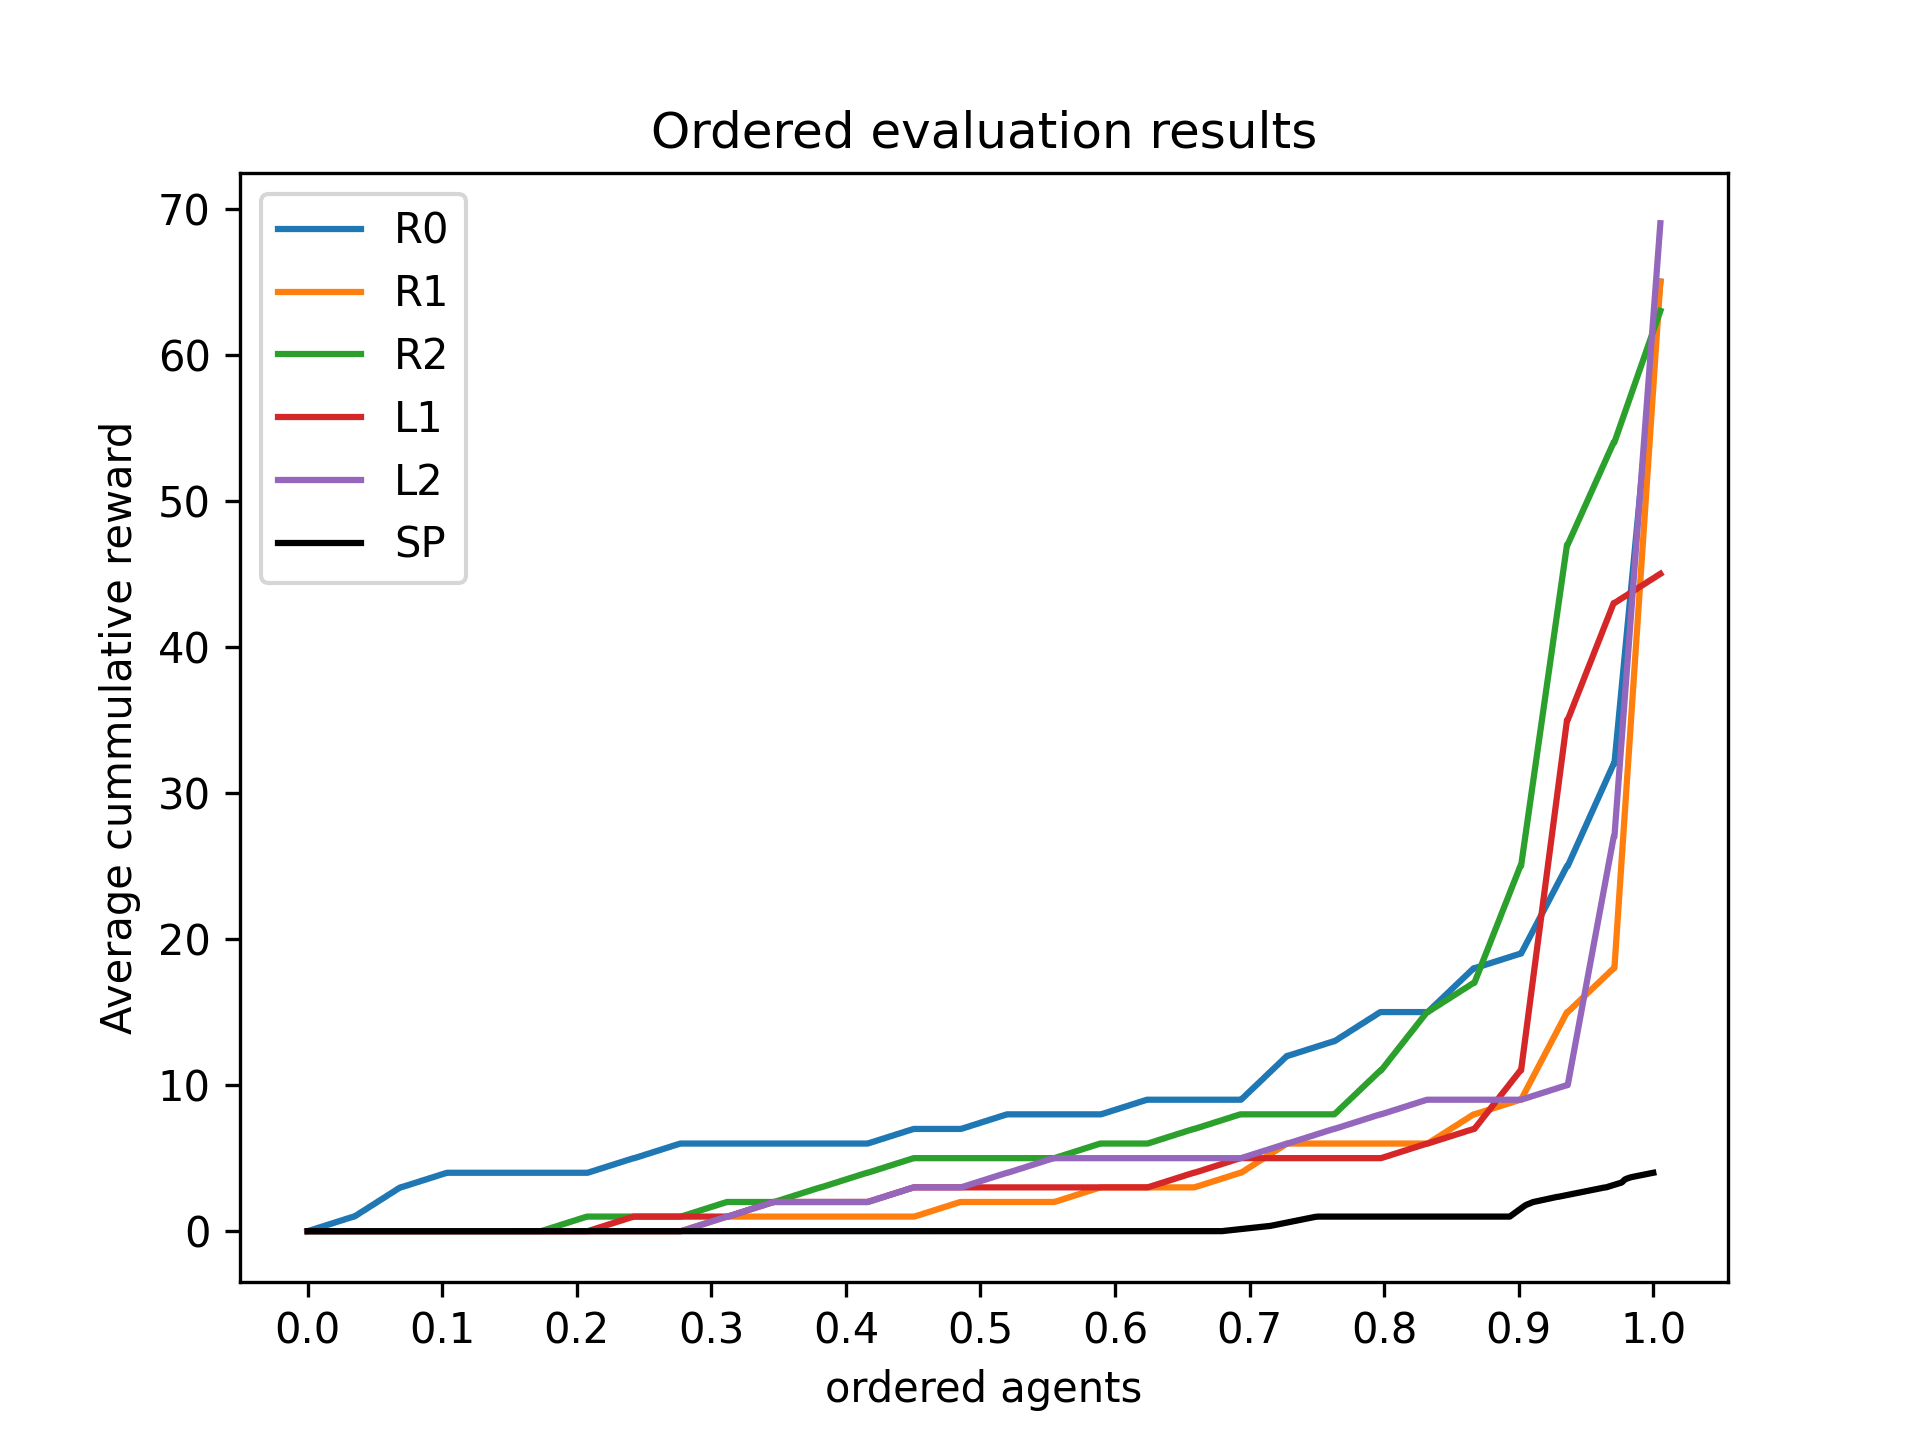 Ordered evaluation results
Average cummulative reward
70
60
50
40
30
20
10
0
R0
R1
R2
L1
L2
SP
0.0 0.1 0.2 0.3 0.4 0.5 0.6 0.7 0.8 0.9 1.0
ordered agents